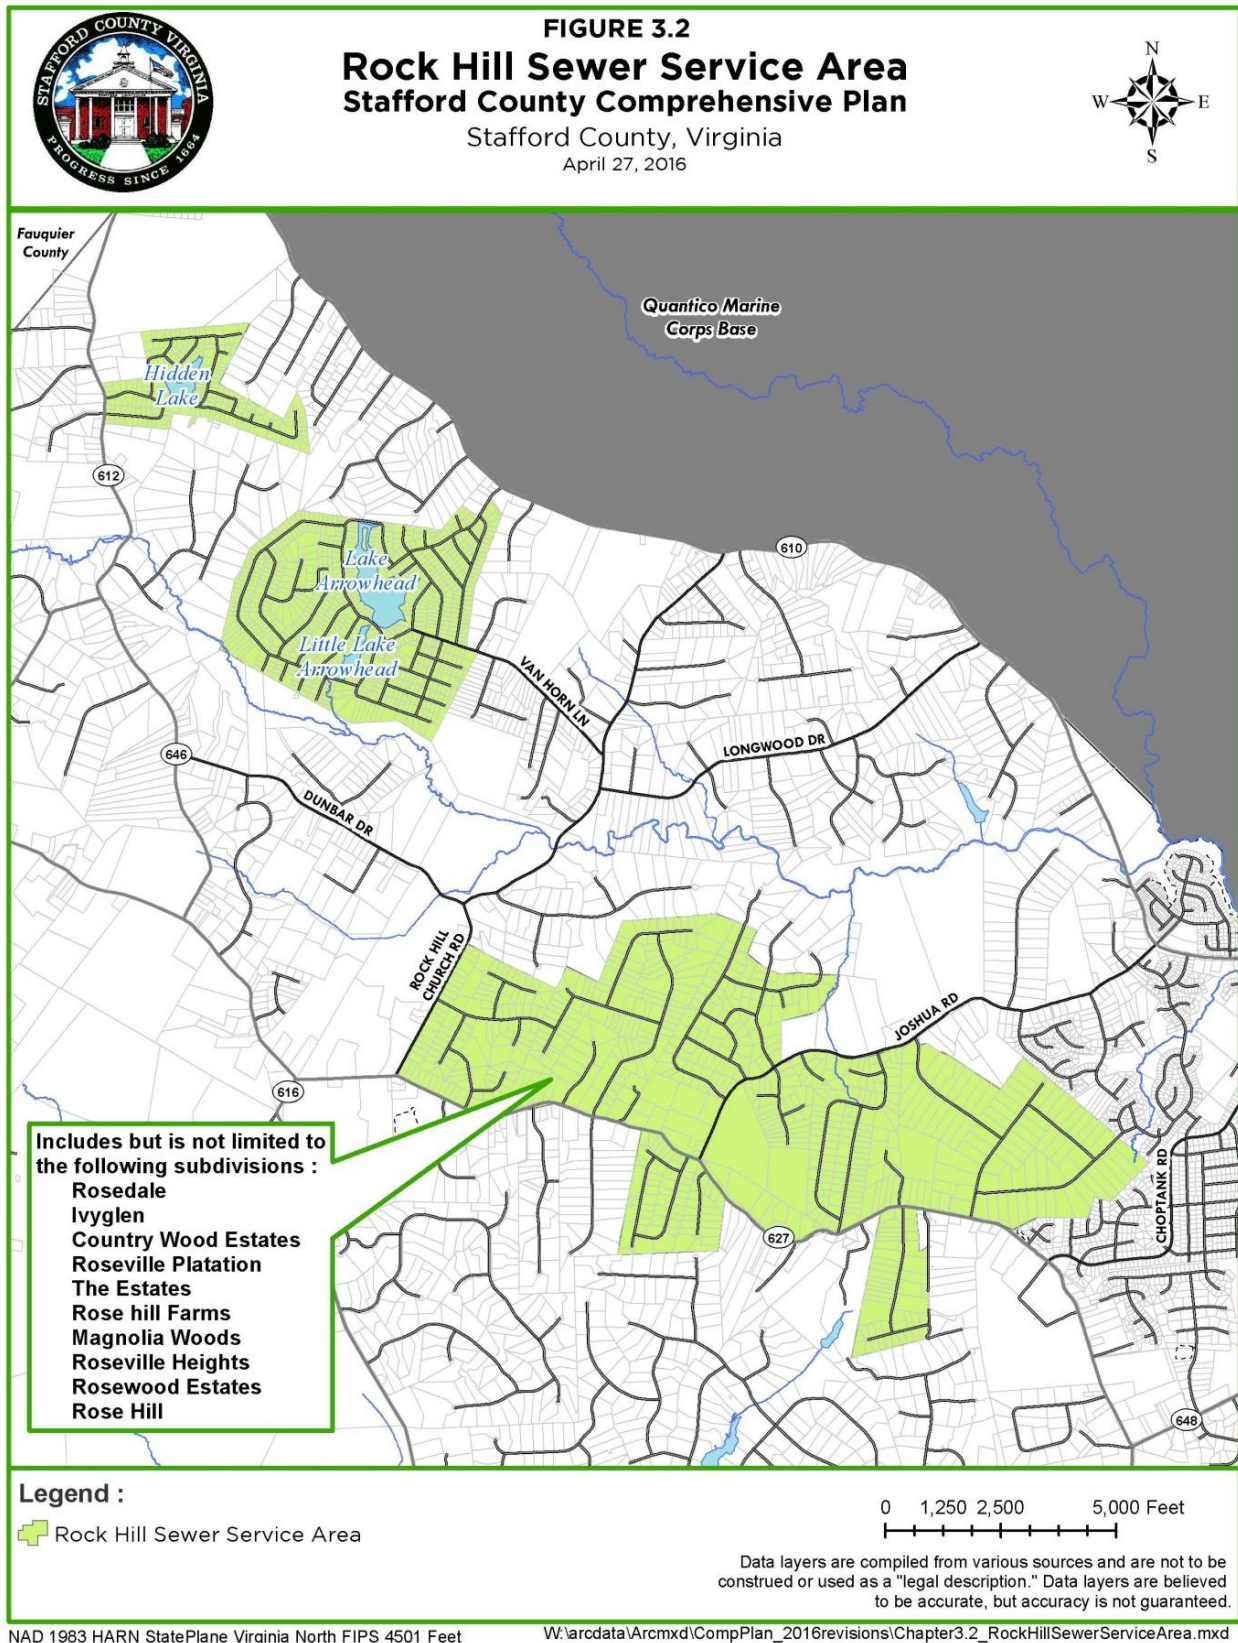 STAFFORD COUNTY VIRGINIA
PROGRESS SINCE 1664
FIGURE 3.2
Rock Hill Sewer Service Area
Stafford County Comprehensive Plan
Stafford County, Virginia
April 27, 2016
N
W
E
S
Fauquier
County
Quantico Marine
Corps Base
Hidden
Lake
612
610
Lake
Arrowhead
Little Lake
Arrowhead
VAN HORN LN
LONGWOOD DR
646
DUNBAR DR
ROCK HILL
CHURCH RD
JOSHUA RD
616
CHOPTANK RD
627
648
Includes but is not limited to
the following subdivisions :
Rosedale
Ivyglen
Country Wood Estates
Roseville Platation
The Estates
Rose hill Farms
Magnolia Woods
Roseville Heights
Rosewood Estates
Rose Hill
Legend :
Rock Hill Sewer Service Area
0 1,250 2,500 5,000 Feet
Data layers are compiled from various sources and are not to be
construed or used as a "legal description." Data layers are believed
to be accurate, but accuracy is not guaranteed.
NAD 1983 HARN StatePlane Virginia North FIPS 4501 Feet
W:\arcdata\Arcmxd\CompPlan_2016revisions\Chapter3.2_RockHillSewerServiceArea.mxd